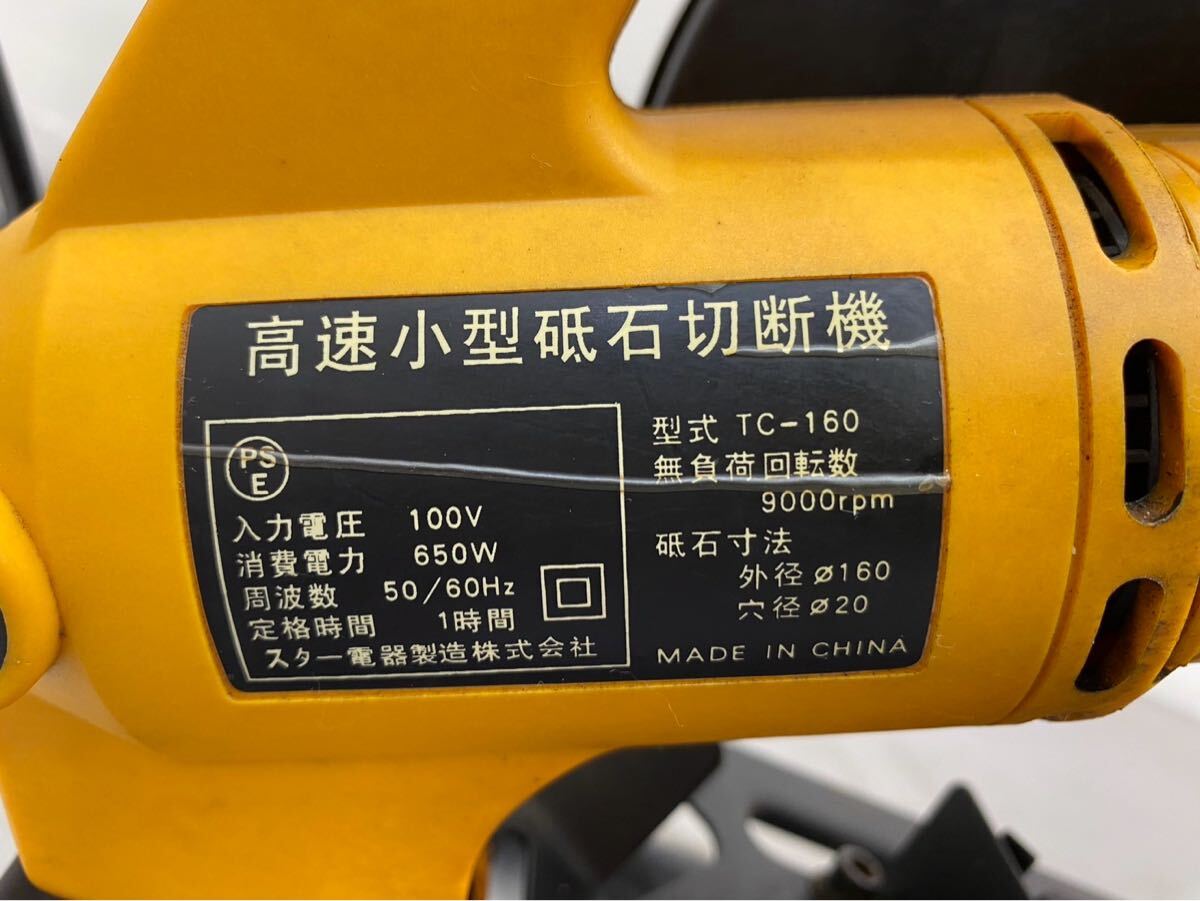 高速小型砥石切断機
PS
E
入力電圧 100V
消費電力 650W
周波数 50/60Hz
定格時間 1時間
スター電器製造株式会社
型式 TC-160
無負荷回転数
9000rpm
砥石寸法
外径 ø160
穴径 ø20
MADE IN CHINA